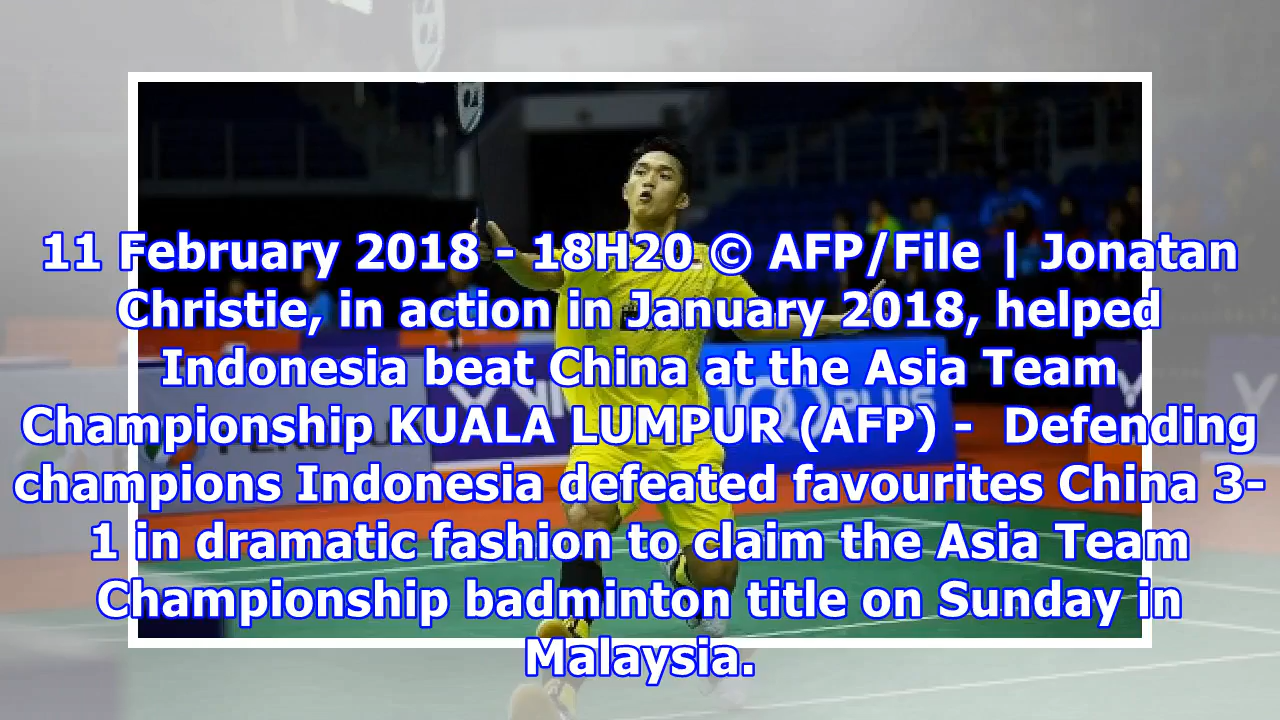 11 February 2018 - 18H20 © AFP/File | Jonatan
Christie, in action in January 2018, helped
Indonesia beat China at the Asia Team
Championship KUALA LUMPUR (AFP) -  Defending
champions Indonesia defeated favourites China 3-
1 in dramatic fashion to claim the Asia Team
Championship badminton title on Sunday in
Malaysia.
100PLUS